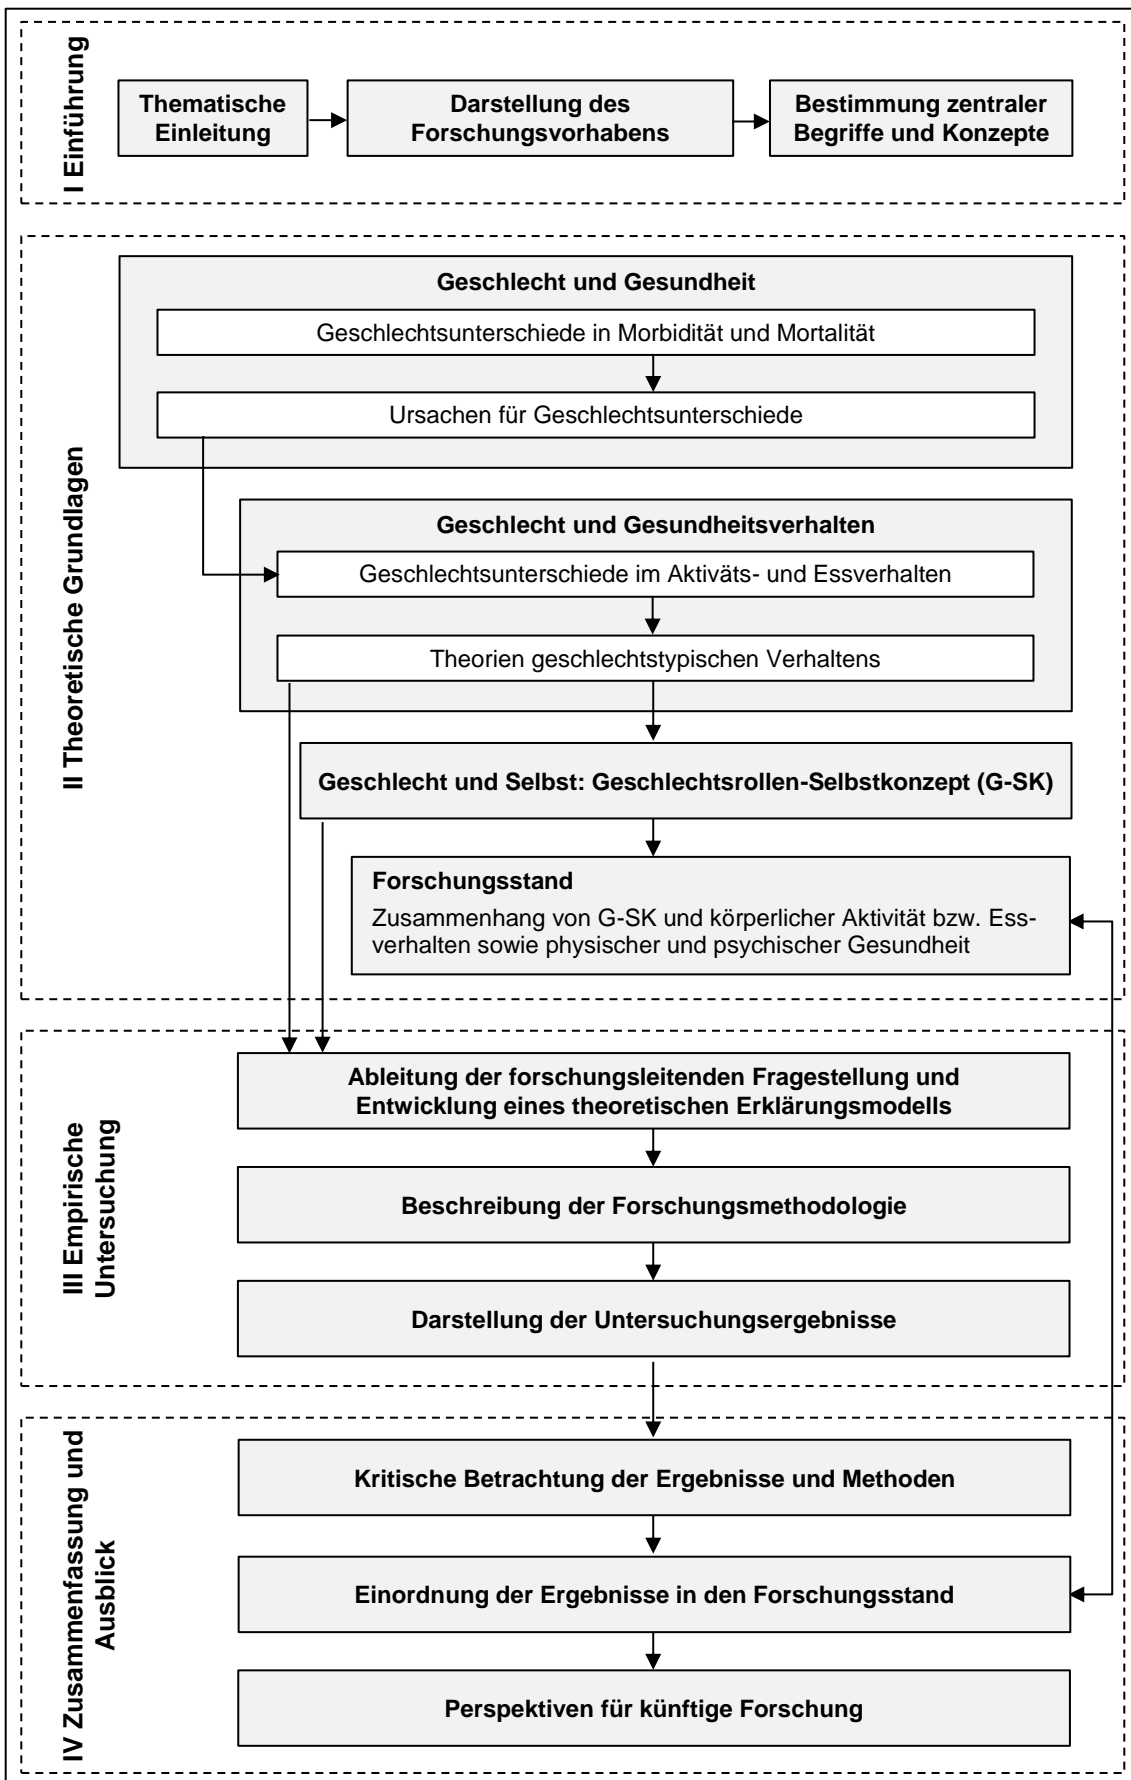 I Einführung
Thematische
Einleitung
Darstellung des
Forschungsvorhabens
Bestimmung zentraler
Begriffe und Konzepte
II Theoretische Grundlagen
Geschlecht und Gesundheit
Geschlechtsunterschiede in Morbidität und Mortalität
Ursachen für Geschlechtsunterschiede
Geschlecht und Gesundheitsverhalten
Geschlechtsunterschiede im Aktiväts- und Essverhalten
Theorien geschlechtstypischen Verhaltens
Geschlecht und Selbst: Geschlechtsrollen-Selbstkonzept (G-SK)
Forschungsstand
Zusammenhang von G-SK und körperlicher Aktivität bzw. Ess-
verhalten sowie physischer und psychischer Gesundheit
III Empirische
Untersuchung
Ableitung der forschungsleitenden Fragestellung und
Entwicklung eines theoretischen Erklärungsmodells
Beschreibung der Forschungsmethodologie
Darstellung der Untersuchungsergebnisse
IV Zusammenfassung und
Ausblick
Kritische Betrachtung der Ergebnisse und Methoden
Einordnung der Ergebnisse in den Forschungsstand
Perspektiven für künftige Forschung